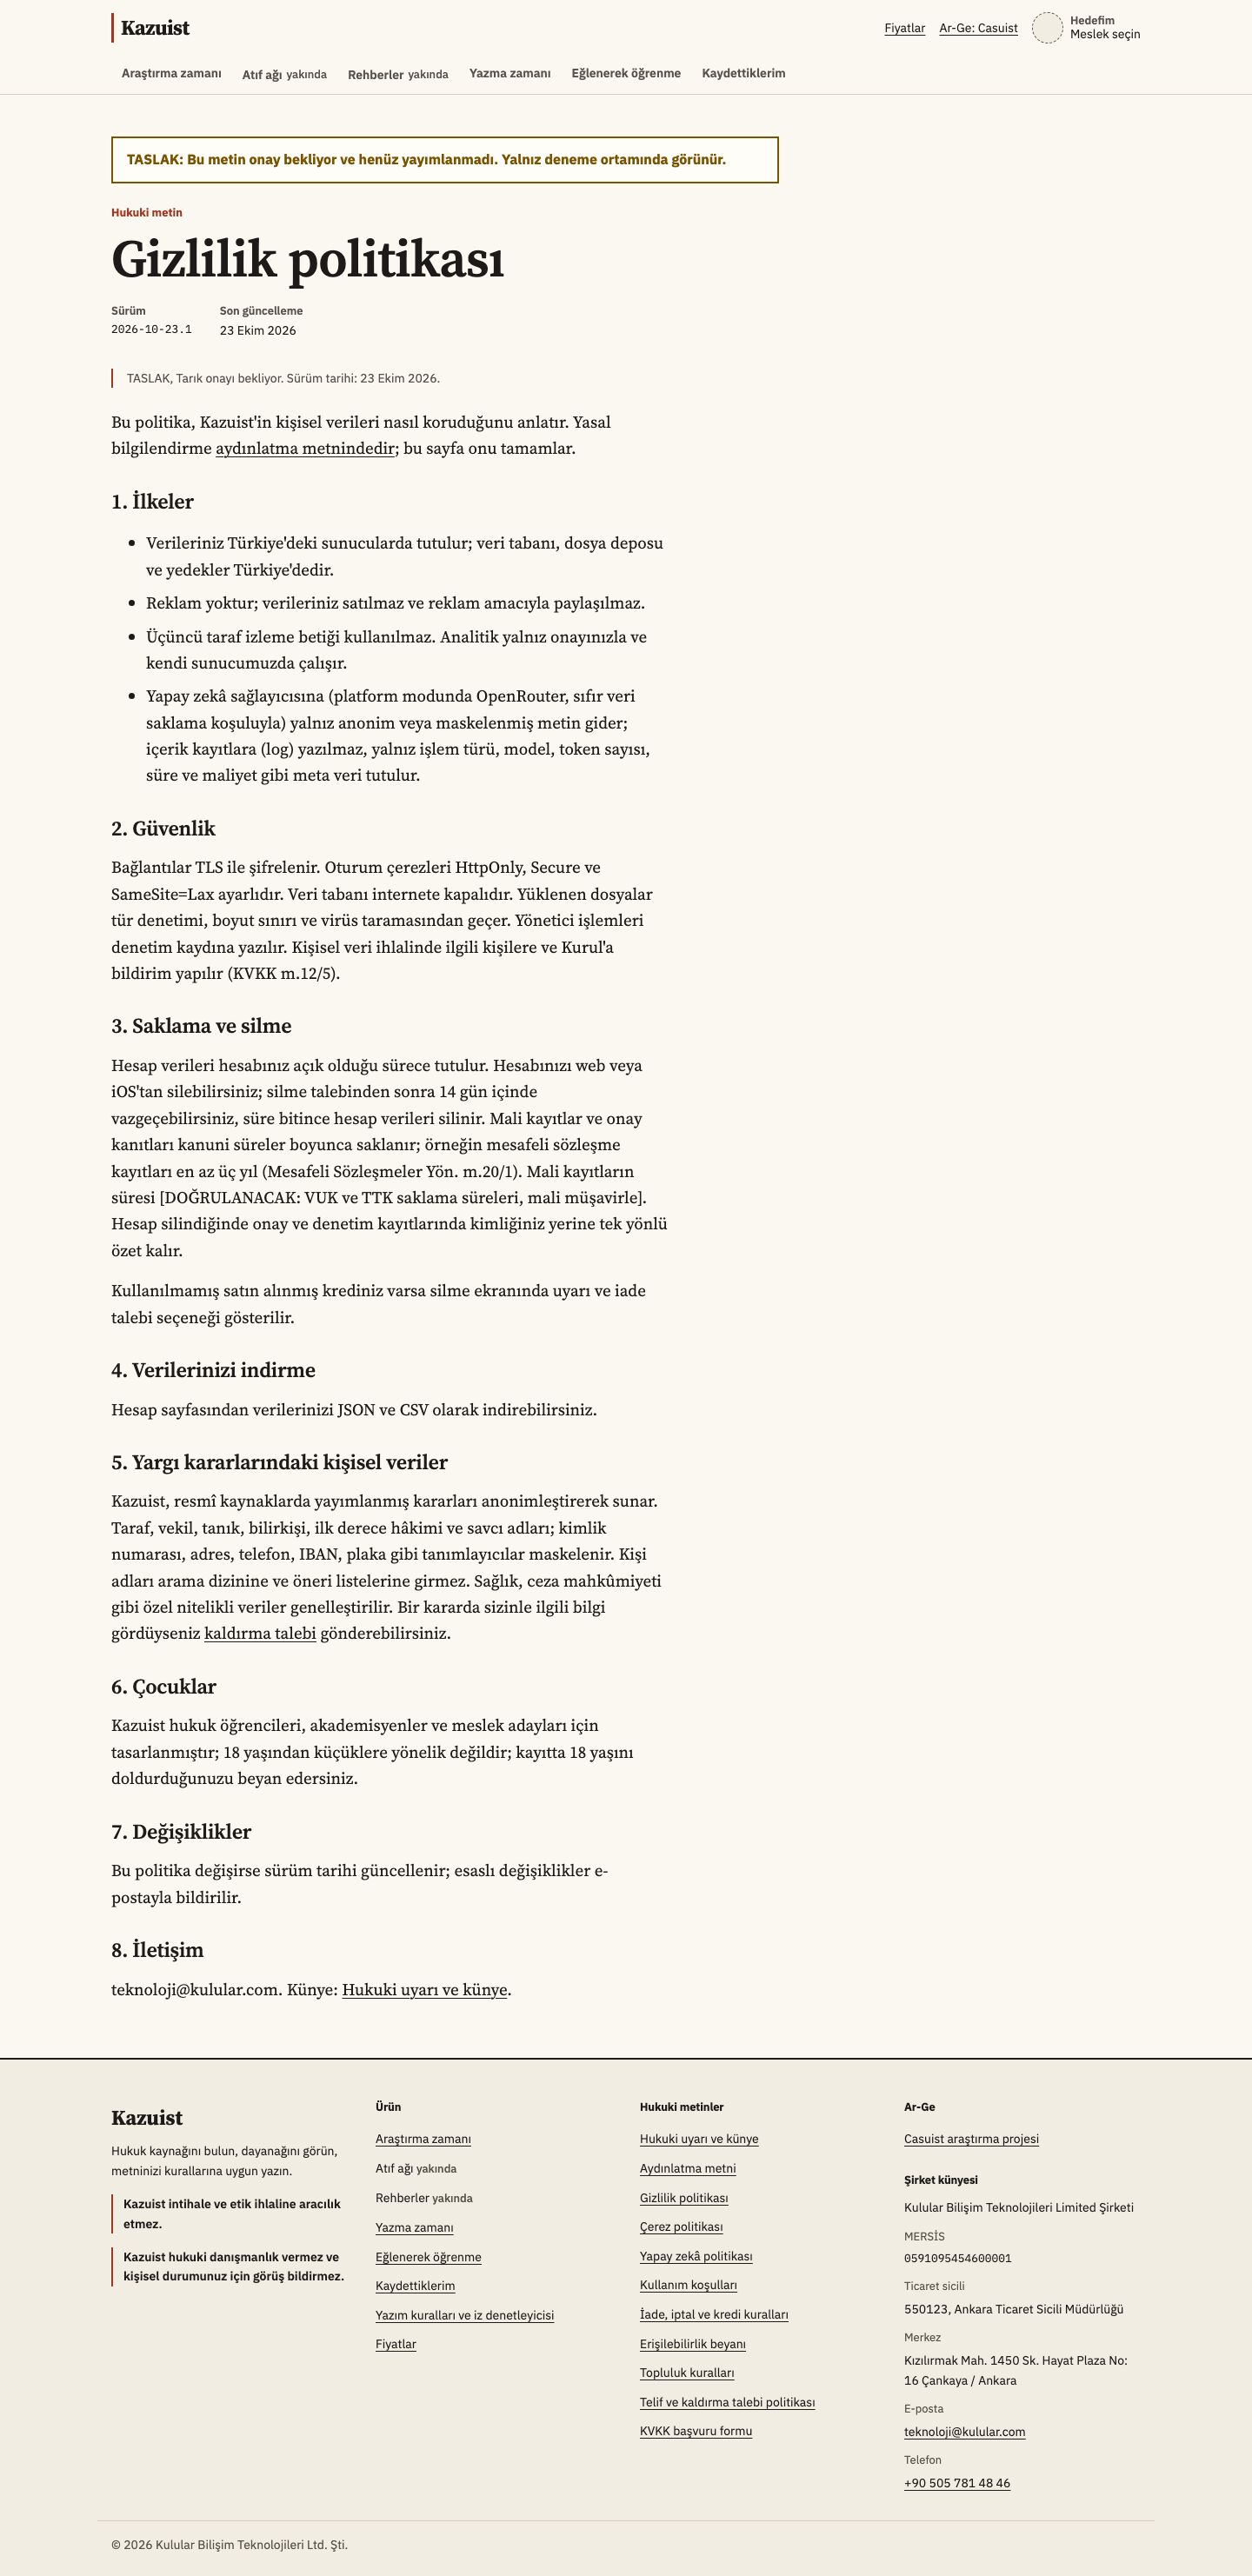 Kazuist
Fiyatlar
Ar-Ge: Casuist
Hedefim
Meslek seçin
Araştırma zamanı
Atıf ağı yakında
Rehberler yakında
Yazma zamanı
Eğlenerek öğrenme
Kaydettiklerim
TASLAK: Bu metin onay bekliyor ve henüz yayımlanmadı. Yalnız deneme ortamında görünür.
Hukuki metin
Gizlilik politikası
Sürüm
2026-10-23.1
Son güncelleme
23 Ekim 2026
TASLAK, Tarık onayı bekliyor. Sürüm tarihi: 23 Ekim 2026.
Bu politika, Kazuist'in kişisel verileri nasıl koruduğunu anlatır. Yasal
bilgilendirme aydınlatma metnindedir; bu sayfa onu tamamlar.
1. İlkeler
• Verileriniz Türkiye'deki sunucularda tutulur; veri tabanı, dosya deposu
ve yedekler Türkiye'dedir.
• Reklam yoktur; verileriniz satılmaz ve reklam amacıyla paylaşılmaz.
• Üçüncü taraf izleme betiği kullanılmaz. Analitik yalnız onayınızla ve
kendi sunucumuzda çalışır.
• Yapay zekâ sağlayıcısına (platform modunda OpenRouter, sıfır veri
saklama koşuluyla) yalnız anonim veya maskelenmiş metin gider;
içerik kayıtlara (log) yazılmaz, yalnız işlem türü, model, token sayısı,
süre ve maliyet gibi meta veri tutulur.
2. Güvenlik
Bağlantılar TLS ile şifrelenir. Oturum çerezleri HttpOnly, Secure ve
SameSite=Lax ayarlıdır. Veri tabanı internete kapalıdır. Yüklenen dosyalar
tür denetimi, boyut sınırı ve virüs taramasından geçer. Yönetici işlemleri
denetim kaydına yazılır. Kişisel veri ihlalinde ilgili kişilere ve Kurul'a
bildirim yapılır (KVKK m.12/5).
3. Saklama ve silme
Hesap verileri hesabınız açık olduğu sürece tutulur. Hesabınızı web veya
iOS'tan silebilirsiniz; silme talebinden sonra 14 gün içinde
vazgeçebilirsiniz, süre bitince hesap verileri silinir. Mali kayıtlar ve onay
kanıtları kanuni süreler boyunca saklanır; örneğin mesafeli sözleşme
kayıtları en az üç yıl (Mesafeli Sözleşmeler Yön. m.20/1). Mali kayıtların
süresi [DOĞRULANACAK: VUK ve TTK saklama süreleri, mali müşavirle].
Hesap silindiğinde onay ve denetim kayıtlarında kimliğiniz yerine tek yönlü
özet kalır.
Kullanılmamış satın alınmış krediniz varsa silme ekranında uyarı ve iade
talebi seçeneği gösterilir.
4. Verilerinizi indirme
Hesap sayfasından verilerinizi JSON ve CSV olarak indirebilirsiniz.
5. Yargı kararlarındaki kişisel veriler
Kazuist, resmî kaynaklarda yayımlanmış kararları anonimleştirerek sunar.
Taraf, vekil, tanık, bilirkişi, ilk derece hâkimi ve savcı adları; kimlik
numarası, adres, telefon, IBAN, plaka gibi tanımlayıcılar maskelenir. Kişi
adları arama dizinine ve öneri listelerine girmez. Sağlık, ceza mahkûmiyeti
gibi özel nitelikli veriler genelleştirilir. Bir kararda sizinle ilgili bilgi
gördüyseniz kaldırma talebi gönderebilirsiniz.
6. Çocuklar
Kazuist hukuk öğrencileri, akademisyenler ve meslek adayları için
tasarlanmıştır; 18 yaşından küçüklere yönelik değildir; kayıtta 18 yaşını
doldurduğunuzu beyan edersiniz.
7. Değişiklikler
Bu politika değişirse sürüm tarihi güncellenir; esaslı değişiklikler e-
postayla bildirilir.
8. İletişim
teknoloji@kulular.com. Künye: Hukuki uyarı ve künye.
Kazuist
Hukuk kaynağını bulun, dayanağını görün,
metninizi kurallarına uygun yazın.
Kazuist intihale ve etik ihlaline aracılık
etmez.
Kazuist hukuki danışmanlık vermez ve
kişisel durumunuz için görüş bildirmez.
Ürün
Araştırma zamanı
Atıf ağı yakında
Rehberler yakında
Yazma zamanı
Eğlenerek öğrenme
Kaydettiklerim
Yazım kuralları ve iz denetleyicisi
Fiyatlar
Hukuki metinler
Hukuki uyarı ve künye
Aydınlatma metni
Gizlilik politikası
Çerez politikası
Yapay zekâ politikası
Kullanım koşulları
İade, iptal ve kredi kuralları
Erişilebilirlik beyanı
Topluluk kuralları
Telif ve kaldırma talebi politikası
KVKK başvuru formu
Ar-Ge
Casuist araştırma projesi
Şirket künyesi
Kulular Bilişim Teknolojileri Limited Şirketi
MERSİS
0591095454600001
Ticaret sicili
550123, Ankara Ticaret Sicili Müdürlüğü
Merkez
Kızılırmak Mah. 1450 Sk. Hayat Plaza No:
16 Çankaya / Ankara
E-posta
teknoloji@kulular.com
Telefon
+90 505 781 48 46
© 2026 Kulular Bilişim Teknolojileri Ltd. Şti.